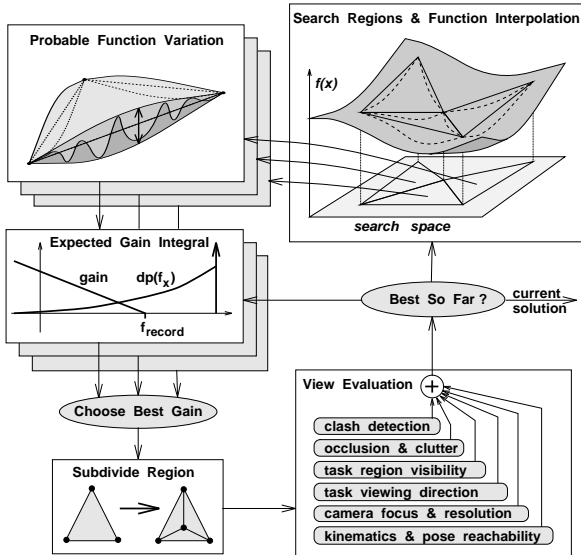 Probable Function Variation
Search Regions & Function Interpolation
f(x)
search space
Expected Gain Integral
gain
dp(fx)
frecord
Best So Far ?
current
solution
Choose Best Gain
View Evaluation
+
clash detection
occlusion & clutter
task region visibility
task viewing direction
camera focus & resolution
kinematics & pose reachability
Subdivide Region